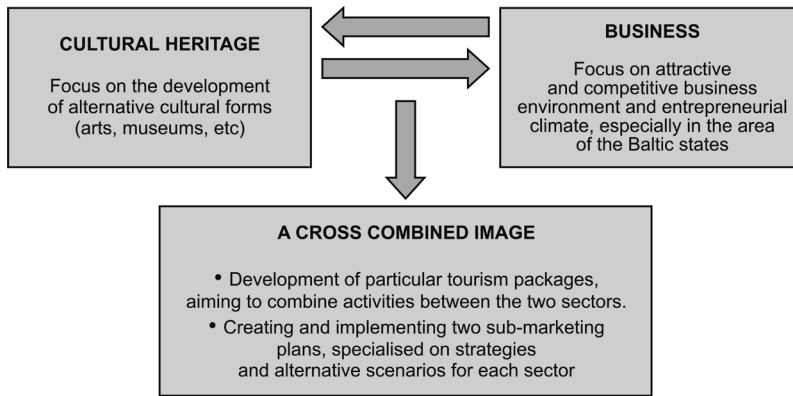 CULTURAL HERITAGE
Focus on the development
of alternative cultural forms
(arts, museums, etc)
BUSINESS
Focus on attractive
and competitive business
environment and entrepreneurial
climate, especially in the area
of the Baltic states
A CROSS COMBINED IMAGE
• Development of particular tourism packages,
aiming to combine activities between the two sectors.
• Creating and implementing two sub-marketing
plans, specialised on strategies
and alternative scenarios for each sector